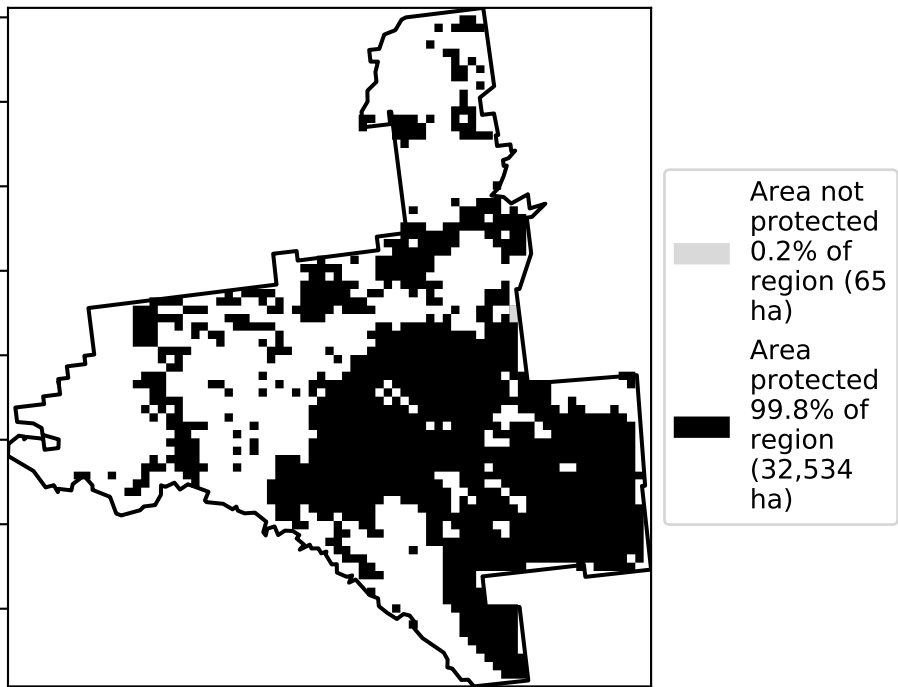 Area not
protected
0.2% of
region (65
ha)
Area
protected
99.8% of
region
(32,534
ha)